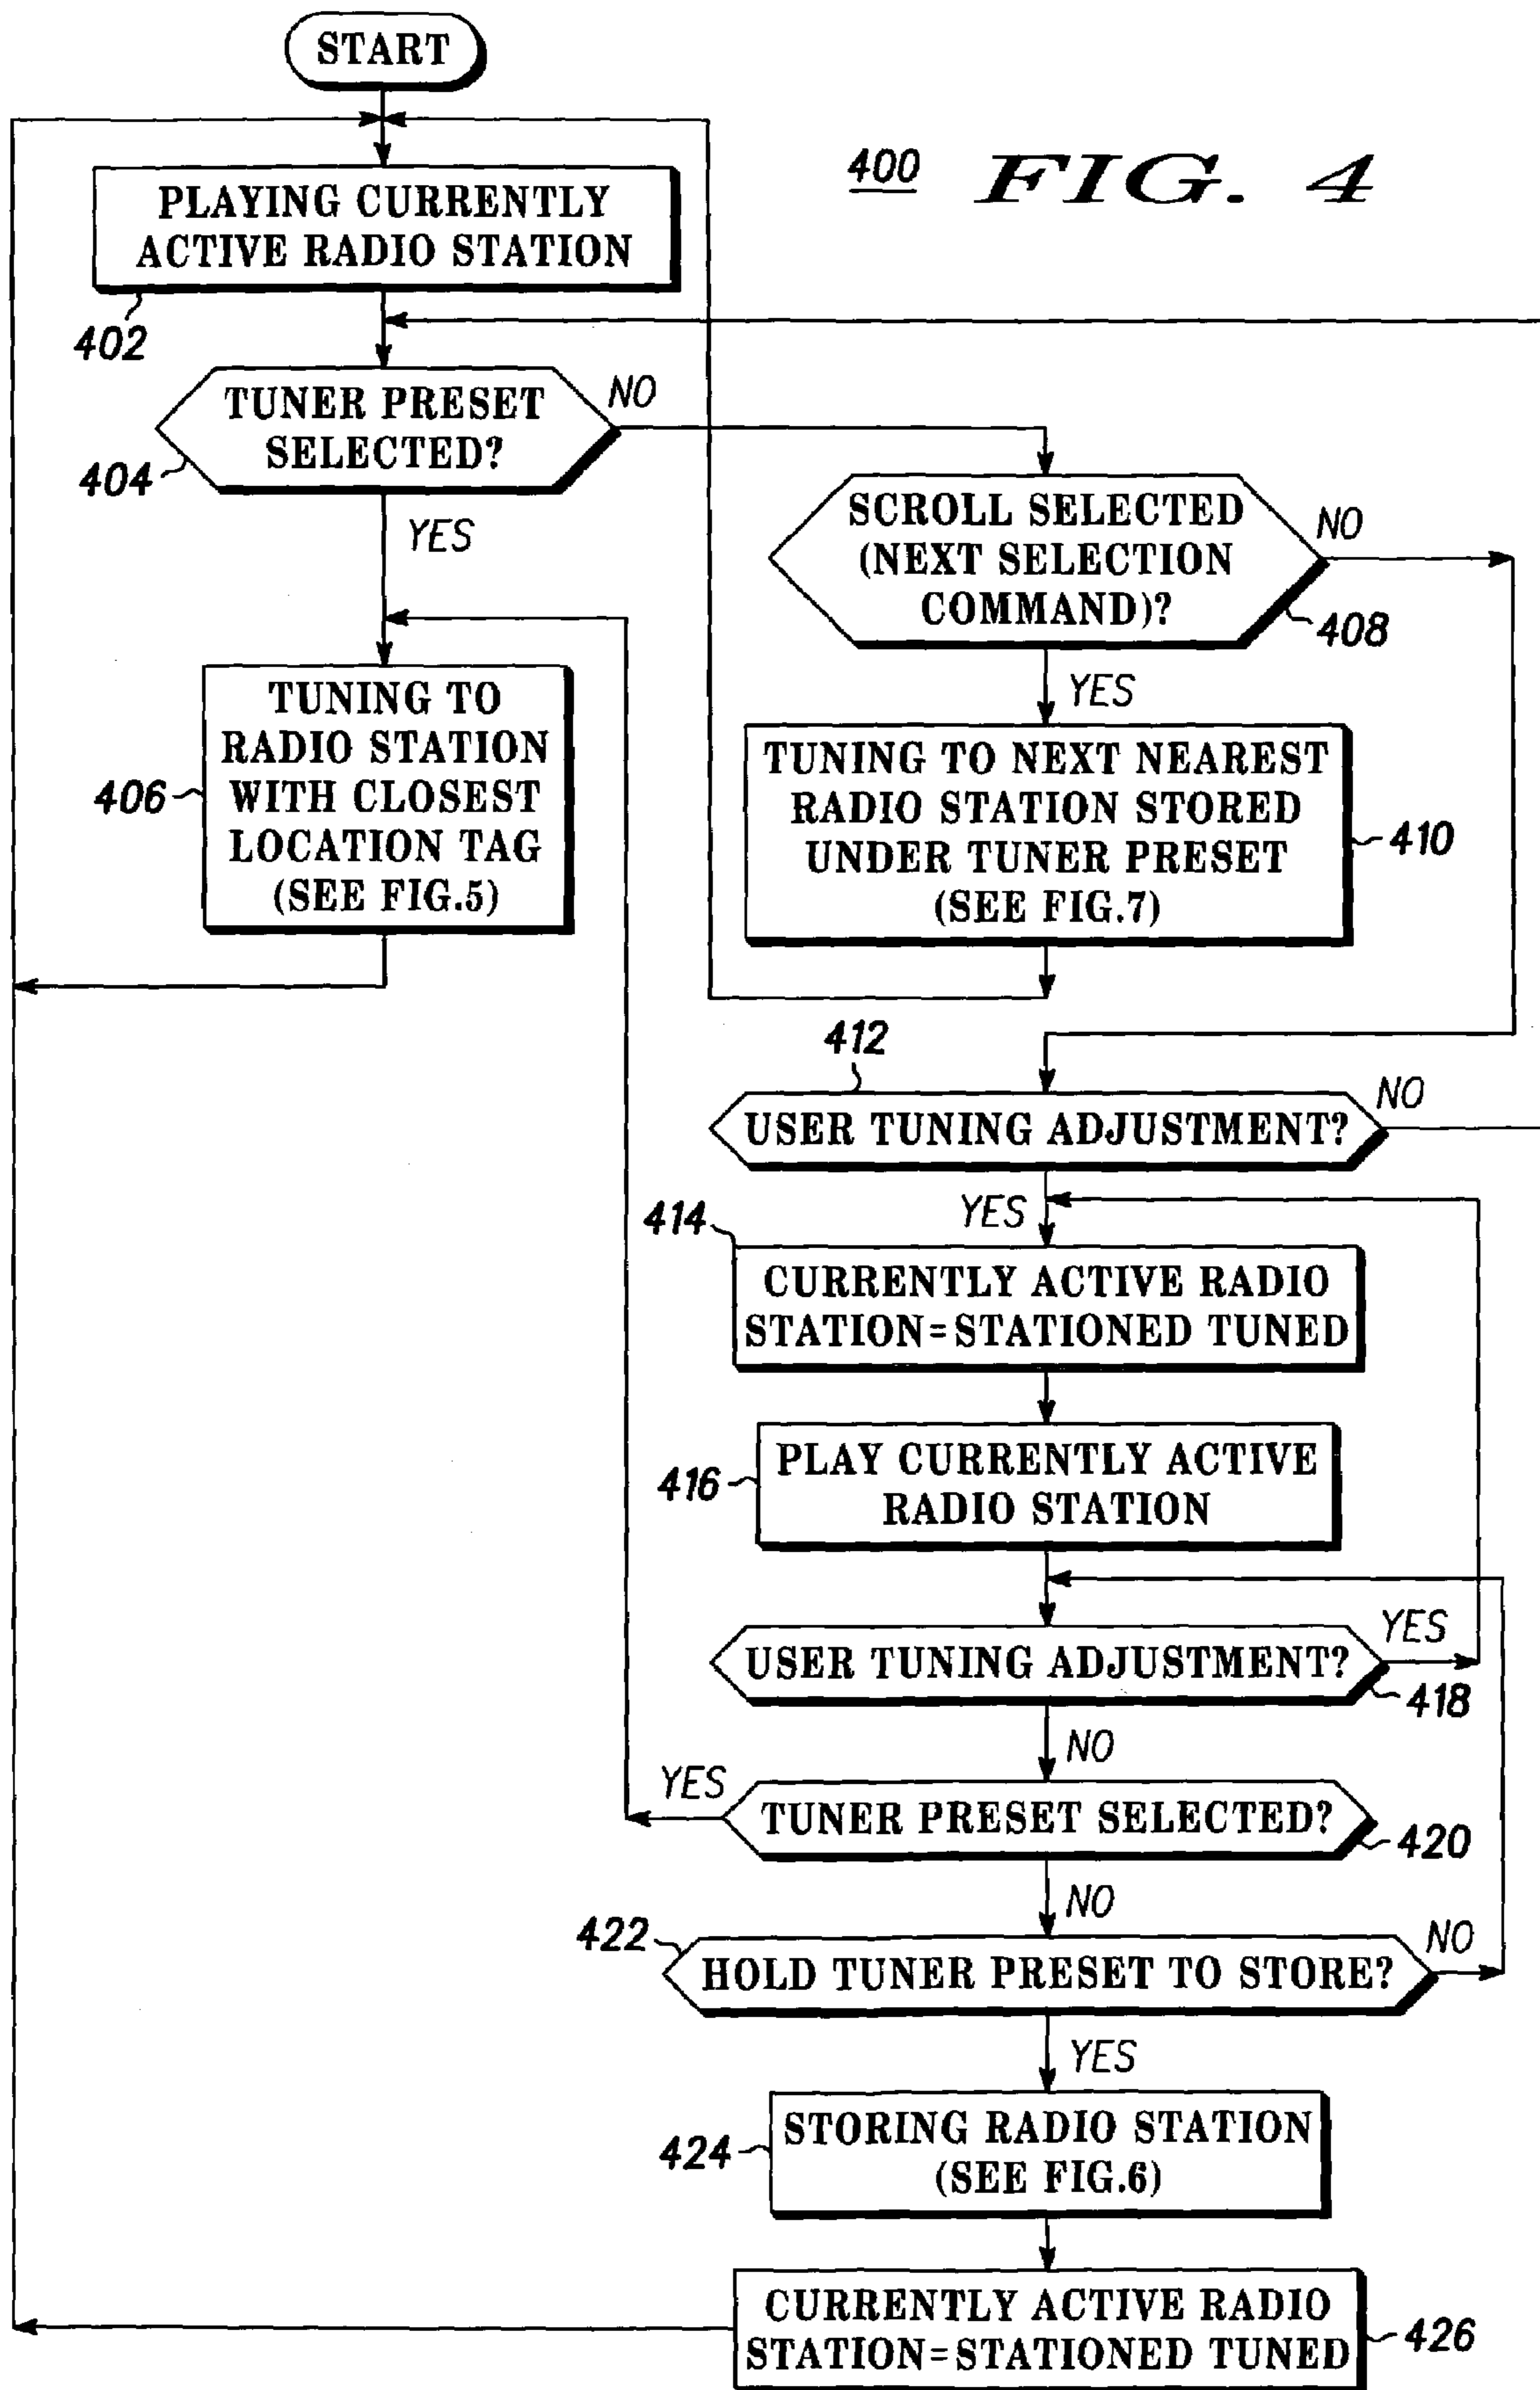 START
400 FIG. 4
PLAYING CURRENTLY
ACTIVE RADIO STATION
402
TUNER PRESET
SELECTED?
404
NO
YES
SCROLL SELECTED
(NEXT SELECTION
COMMAND)?
NO
408
YES
TUNING TO
RADIO STATION
WITH CLOSEST
LOCATION TAG
(SEE FIG.5)
406
TUNING TO NEXT NEAREST
RADIO STATION STORED
UNDER TUNER PRESET
(SEE FIG.7)
410
412
USER TUNING ADJUSTMENT?
NO
YES
414
CURRENTLY ACTIVE RADIO
STATION=STATIONED TUNED
416
PLAY CURRENTLY ACTIVE
RADIO STATION
USER TUNING ADJUSTMENT?
YES
418
NO
YES
TUNER PRESET SELECTED?
420
NO
422
HOLD TUNER PRESET TO STORE?
NO
YES
424
STORING RADIO STATION
(SEE FIG.6)
CURRENTLY ACTIVE RADIO
STATION=STATIONED TUNED
426